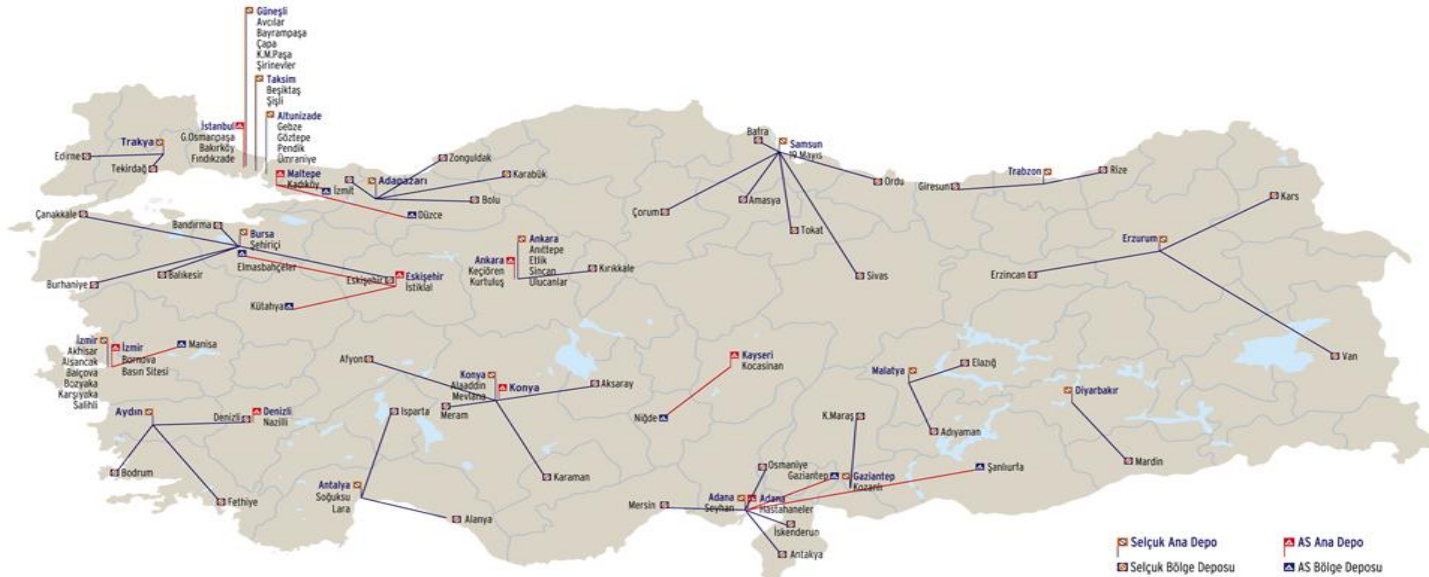 Güneşli
Avcılar
Bayrampaşa
Çapa
K.M.Paşa
Şirinevler
Taksim
Beşiktaş
Şişli
Altunizade
Gebze
Göztepe
Pendik
Ümraniye
İstanbul
G.Osmanpaşa
Bakırköy
Fındıkzade
Trakya
Edirne
Tekirdağ
Maltepe
Kadıköy
İzmit
Adapazarı
Zonguldak
Karabük
Bolu
Düzce
Bafra
Samsun
19 Mayıs
Ordu
Çorum
Amasya
Tokat
Sivas
Giresun
Trabzon
Rize
Kars
Erzurum
Erzincan
Van
Çanakkale
Bandırma
Bursa
Şehiriçi
Elmasbahçeler
Balıkesir
Burhaniye
Eskişehir
Eskişehir
İstiklal
Kütahya
Ankara
Keçiören
Kurtuluş
Ankara
Anıttepe
Etlik
Sincan
Ulucanlar
Kırıkkale
İzmir
Akhisar
Alsancak
Balçova
Bozyaka
Karşıyaka
Salihli
İzmir
Bornova
Basın Sitesi
Manisa
Aydın
Denizli
Denizli
Nazilli
Bodrum
Fethiye
Afyon
Isparta
Konya
Alaaddin
Mevlana
Meram
Konya
Aksaray
Karaman
Kayseri
Kocasinan
Niğde
Malatya
Elazığ
Adıyaman
Diyarbakır
Mardin
K.Maraş
Antalya
Soğuksu
Lara
Alanya
Mersin
Adana
Seyhan
Adana
Hastahaneler
Osmaniye
Gaziantep
Gaziantep
Kozanlı
Şanlıurfa
İskenderun
Antakya
Selçuk Ana Depo
AS Ana Depo
Selçuk Bölge Deposu
AS Bölge Deposu